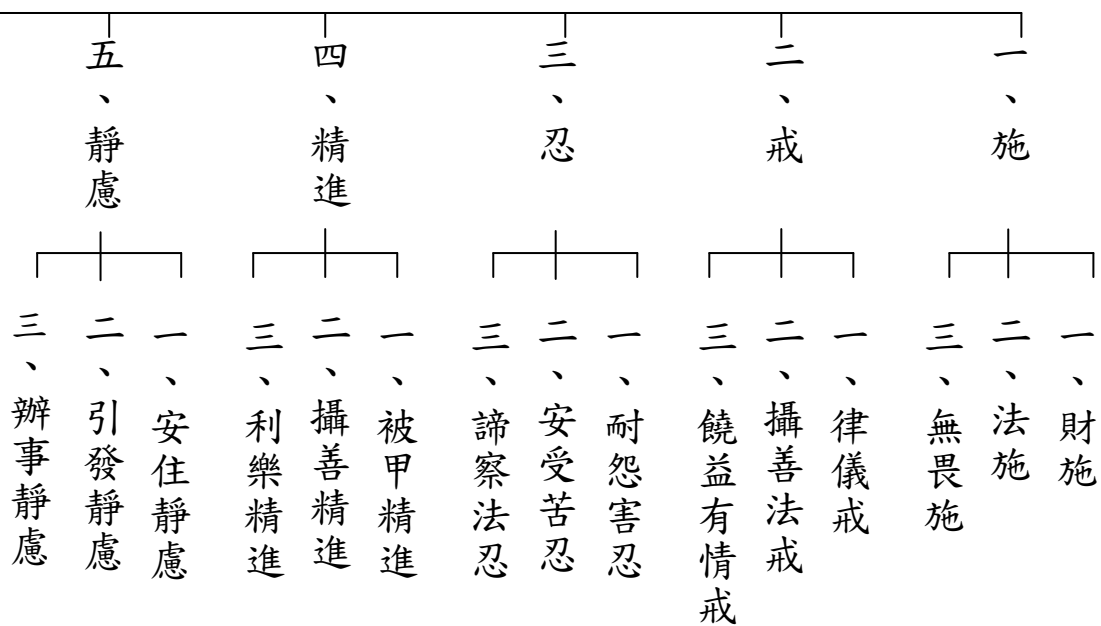 一、施
二、戒
三、忍
四、精進
五、靜慮
一、財施
二、法施
三、無畏施
一、律儀戒
二、攝善法戒
三、饒益有情戒
一、耐怨害忍
二、安受苦忍
三、諦察法忍
一、被甲精進
二、攝善精進
三、利樂精進
一、安住靜慮
二、引發靜慮
三、辦事靜慮